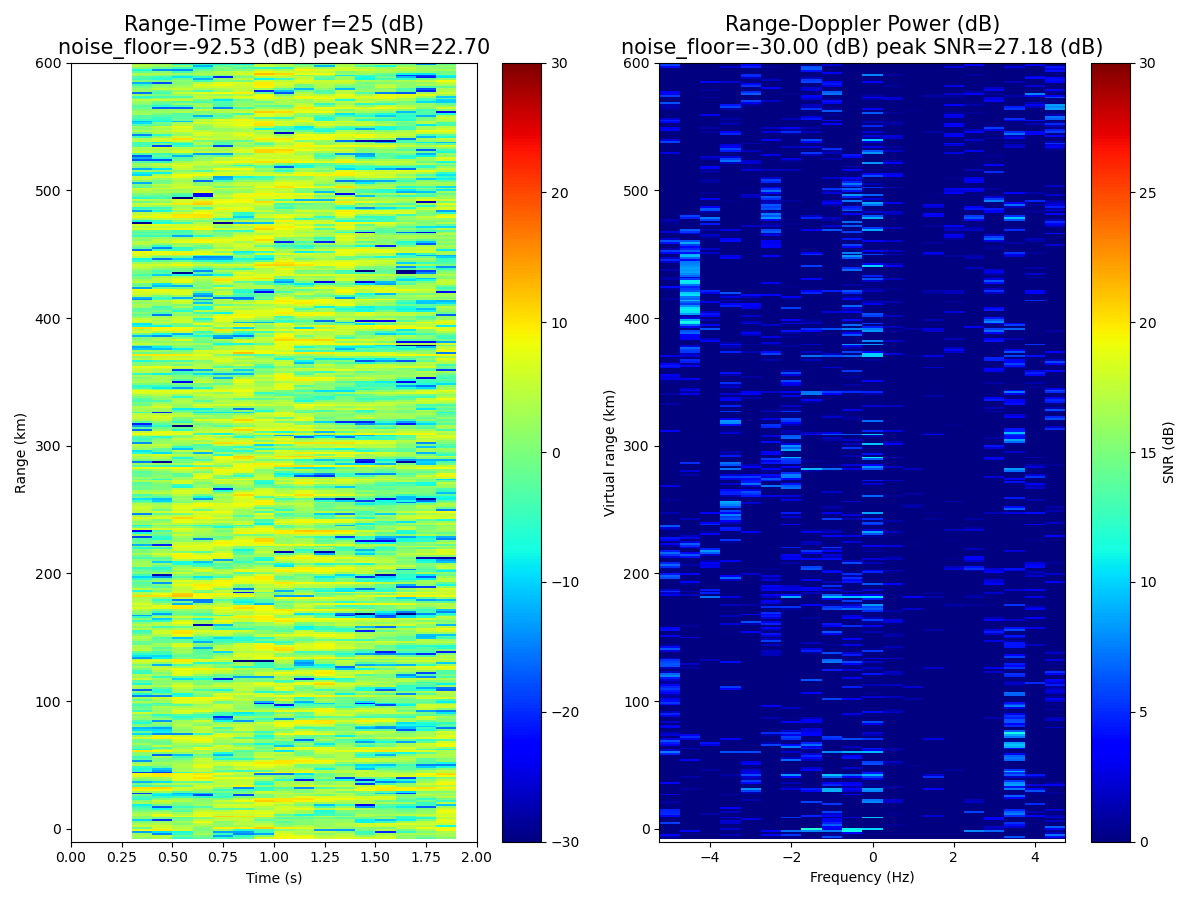 Range-Time Power f=25 (dB)
noise_floor=-92.53 (dB) peak SNR=22.70
Range (km)
600
500
400
300
200
100
0
0.00 0.25 0.50 0.75 1.00 1.25 1.50 1.75 2.00
Time (s)
30
20
10
0
−10
−20
−30
Range-Doppler Power (dB)
noise_floor=-30.00 (dB) peak SNR=27.18 (dB)
Virtual range (km)
600
500
400
300
200
100
0
−4 −2 0 2 4
Frequency (Hz)
30
25
20
15
10
5
0
SNR (dB)